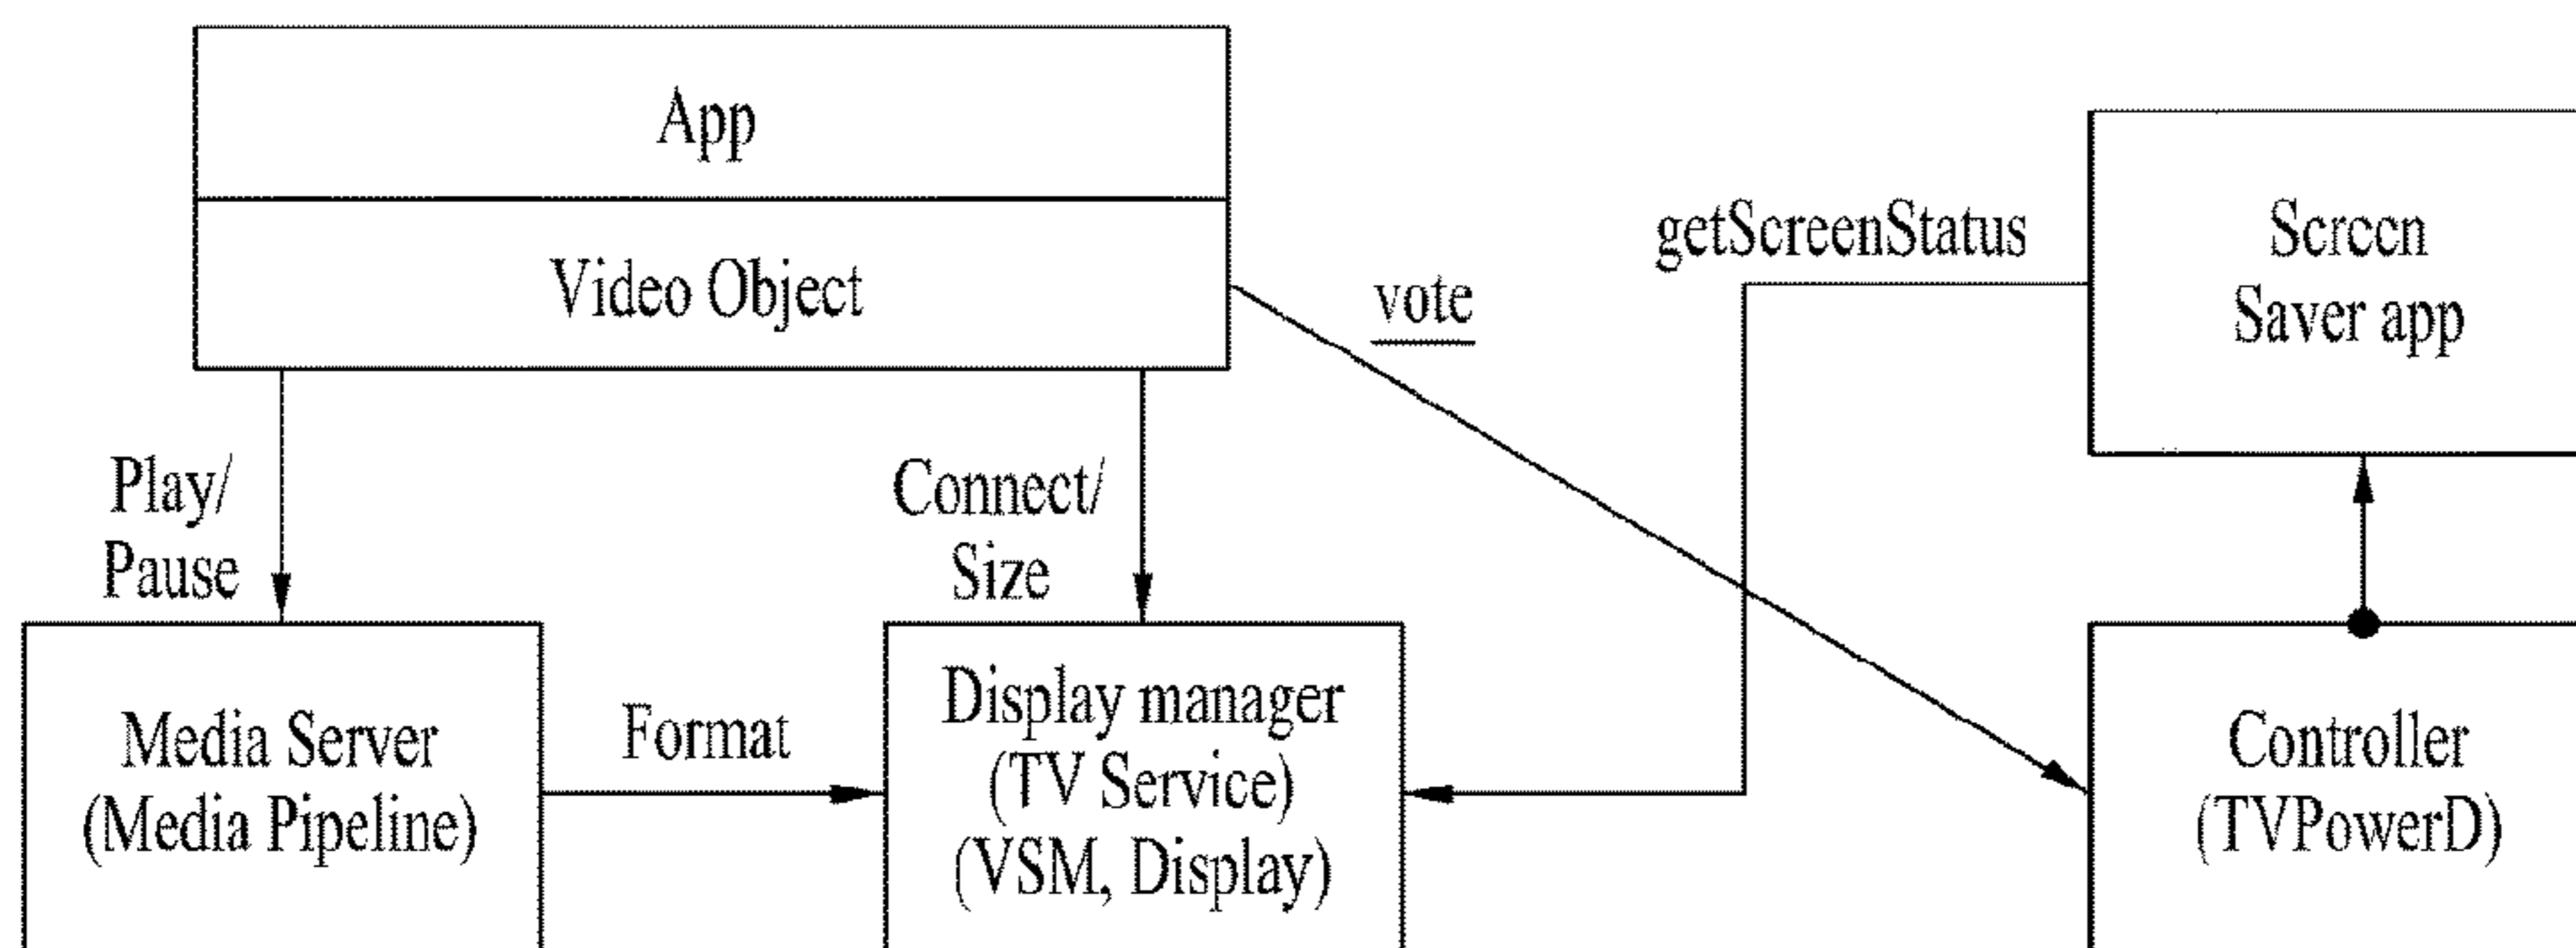 App
Video Object
vote
getScreenStatus
Screen
Saver app
Play/
Pause
Connect/
Size
Format
Media Server
(Media Pipeline)
Display manager
(TV Service)
(VSM, Display)
Controller
(TVPowerD)